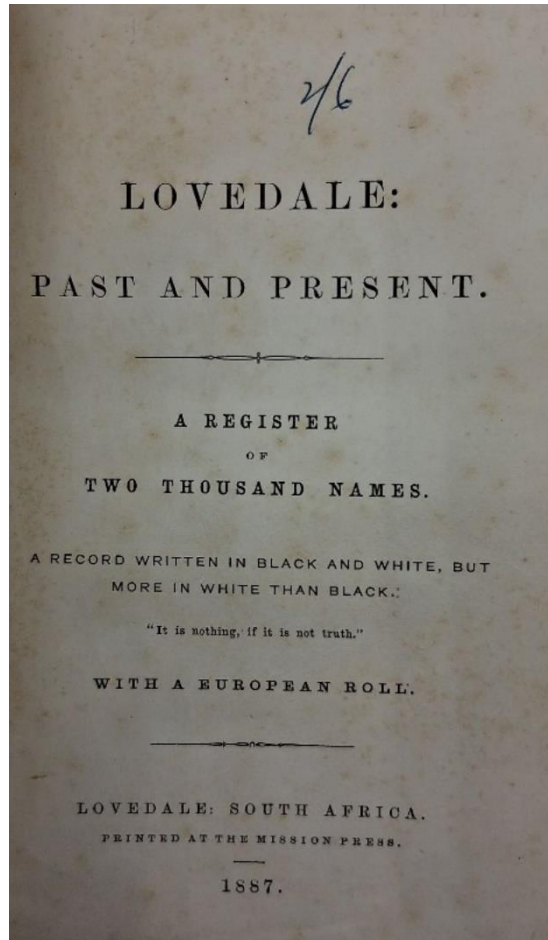 2/6
LOVEDALE:
PAST AND PRESENT.
A REGISTER
OF
TWO THOUSAND NAMES.
A RECORD WRITTEN IN BLACK AND WHITE, BUT
MORE IN WHITE THAN BLACK.
"It is nothing, if it is not truth."
WITH A EUROPEAN ROLL.
LOVEDALE: SOUTH AFRICA.
PRINTED AT THE MISSION PRESS.
1887.